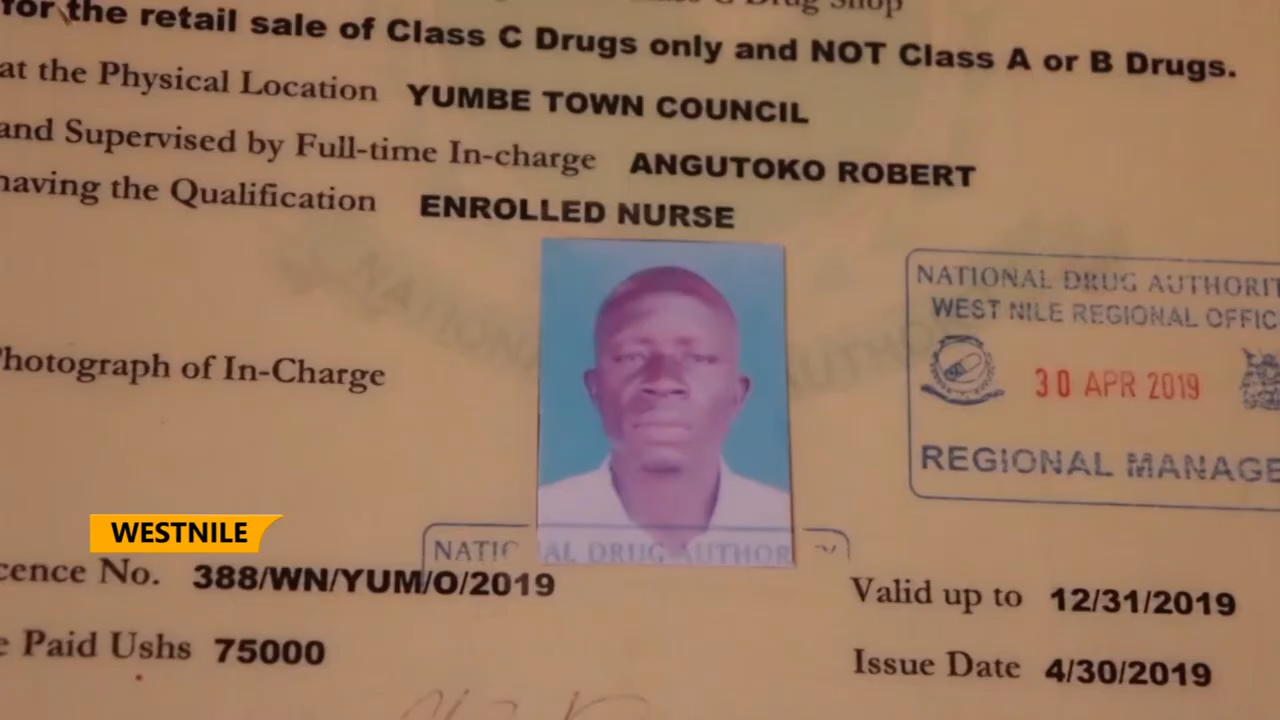 for the retail sale of Class C Drugs only and NOT Class A or B Drugs.
at the Physical Location YUMBE TOWN COUNCIL
and Supervised by Full-time In-charge ANGUTOKO ROBERT
having the Qualification ENROLLED NURSE
NATIONAL DRUG AUTHORIT
WEST NILE REGIONAL OFFIC
Photograph of In-Charge
30 APR 2019
REGIONAL MANAGE
WESTNILE
NATIONAL DRUG AUTHORITY
cence No. 388/WN/YUM/O/2019
Valid up to 12/31/2019
e Paid Ushs 75000
Issue Date 4/30/2019